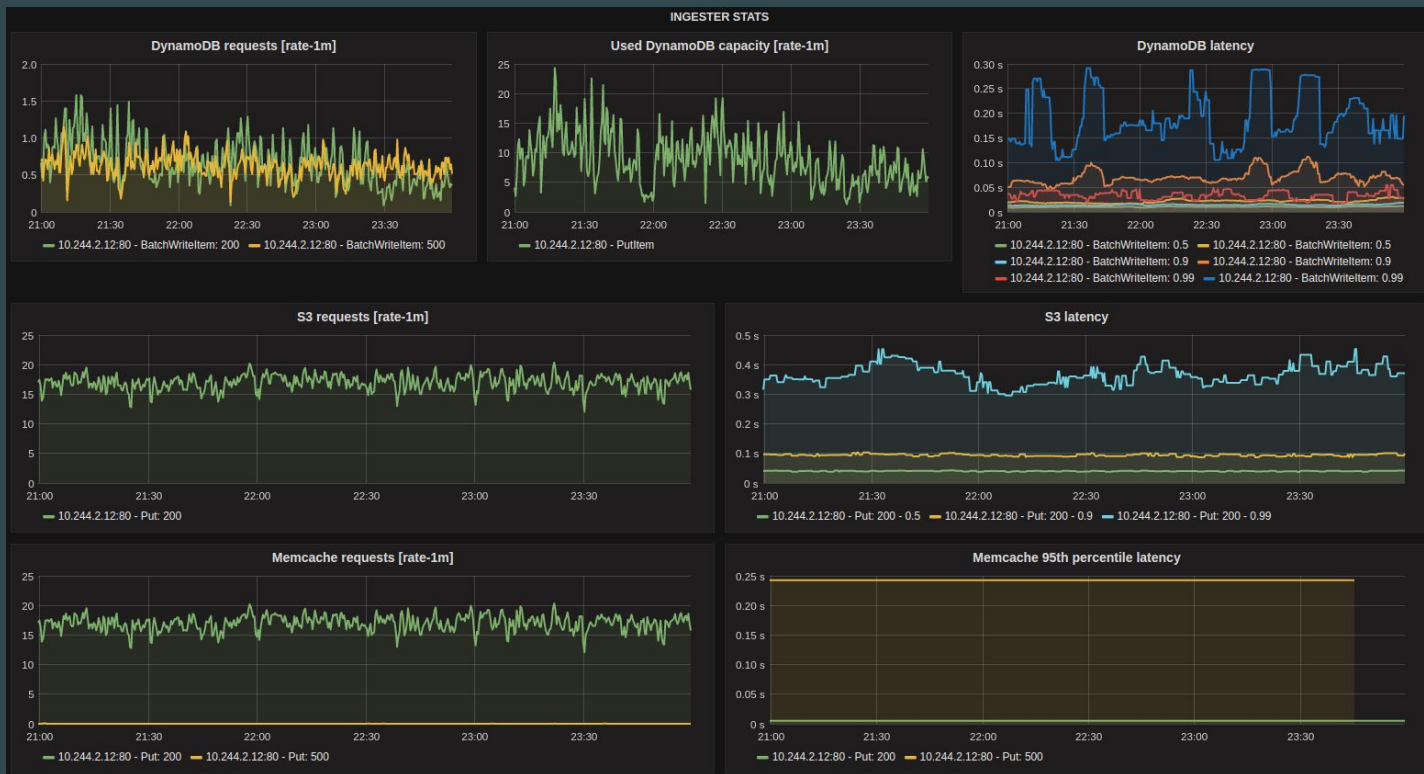 INGESTER STATS
DynamoDB requests [rate-1m]
2.0
1.5
1.0
0.5
0
21:00 21:30 22:00 22:30 23:00 23:30
10.244.2.12:80 - BatchWriteItem: 200 10.244.2.12:80 - BatchWriteItem: 500
Used DynamoDB capacity [rate-1m]
25
20
15
10
5
0
21:00 21:30 22:00 22:30 23:00 23:30
10.244.2.12:80 - PutItem
DynamoDB latency
0.30 s
0.25 s
0.20 s
0.15 s
0.10 s
0.05 s
0 s
21:00 21:30 22:00 22:30 23:00 23:30
10.244.2.12:80 - BatchWriteItem: 0.5 10.244.2.12:80 - BatchWriteItem: 0.5
10.244.2.12:80 - BatchWriteItem: 0.9 10.244.2.12:80 - BatchWriteItem: 0.9
10.244.2.12:80 - BatchWriteItem: 0.99 10.244.2.12:80 - BatchWriteItem: 0.99
S3 requests [rate-1m]
25
20
15
10
5
0
21:00 21:30 22:00 22:30 23:00 23:30
10.244.2.12:80 - Put: 200
S3 latency
0.5 s
0.4 s
0.3 s
0.2 s
0.1 s
0 s
21:00 21:30 22:00 22:30 23:00 23:30
10.244.2.12:80 - Put: 200 - 0.5 10.244.2.12:80 - Put: 200 - 0.9 10.244.2.12:80 - Put: 200 - 0.99
Memcache requests [rate-1m]
25
20
15
10
5
0
21:00 21:30 22:00 22:30 23:00 23:30
10.244.2.12:80 - Put: 200 10.244.2.12:80 - Put: 500
Memcache 95th percentile latency
0.25 s
0.20 s
0.15 s
0.10 s
0.05 s
0 s
21:00 21:30 22:00 22:30 23:00 23:30
10.244.2.12:80 - Put: 200 10.244.2.12:80 - Put: 500